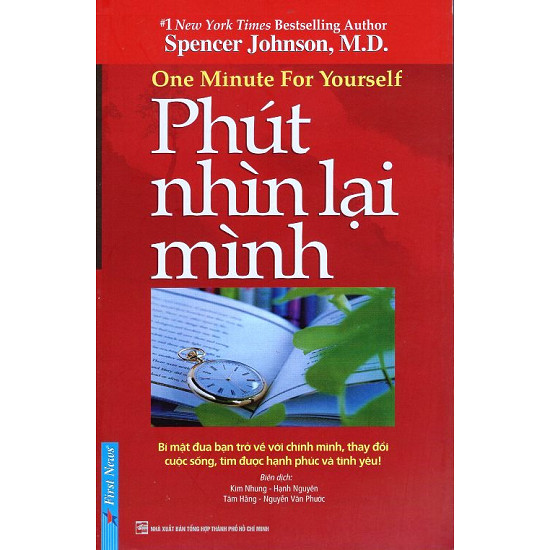 #1 New York Times Bestselling Author
Spencer Johnson, M.D.
One Minute For Yourself
Phút
nhìn lại
mình
Bí mật đưa bạn trở về với chính mình, thay đổi
cuộc sống, tìm được hạnh phúc và tình yêu!
Biên dịch:
Kim Nhung - Hạnh Nguyên
Tâm Hằng - Nguyễn Văn Phước
First News
NHÀ XUẤT BẢN TỔNG HỢP THÀNH PHỐ HỒ CHÍ MINH